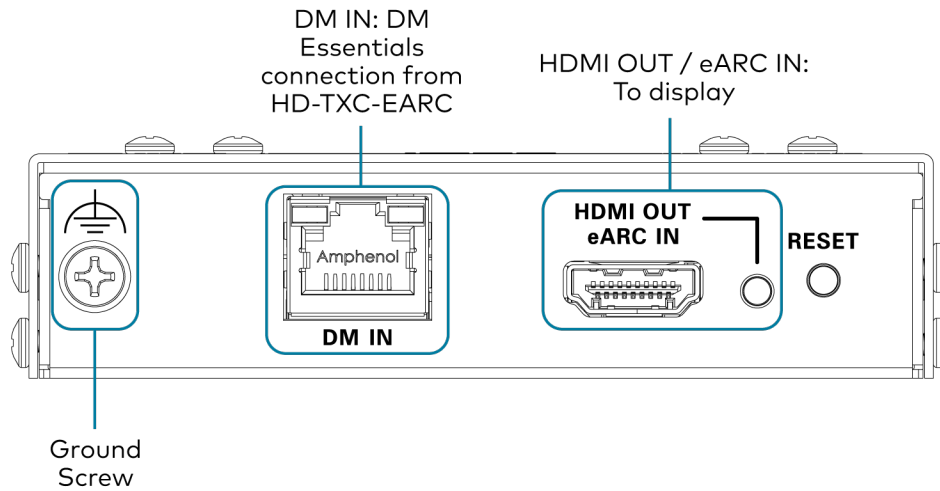 DM IN: DM
Essentials
connection from
HD-TXC-EARC
HDMI OUT / eARC IN:
To display
HDMI OUT
eARC IN
RESET
Amphenol
DM IN
Ground
Screw